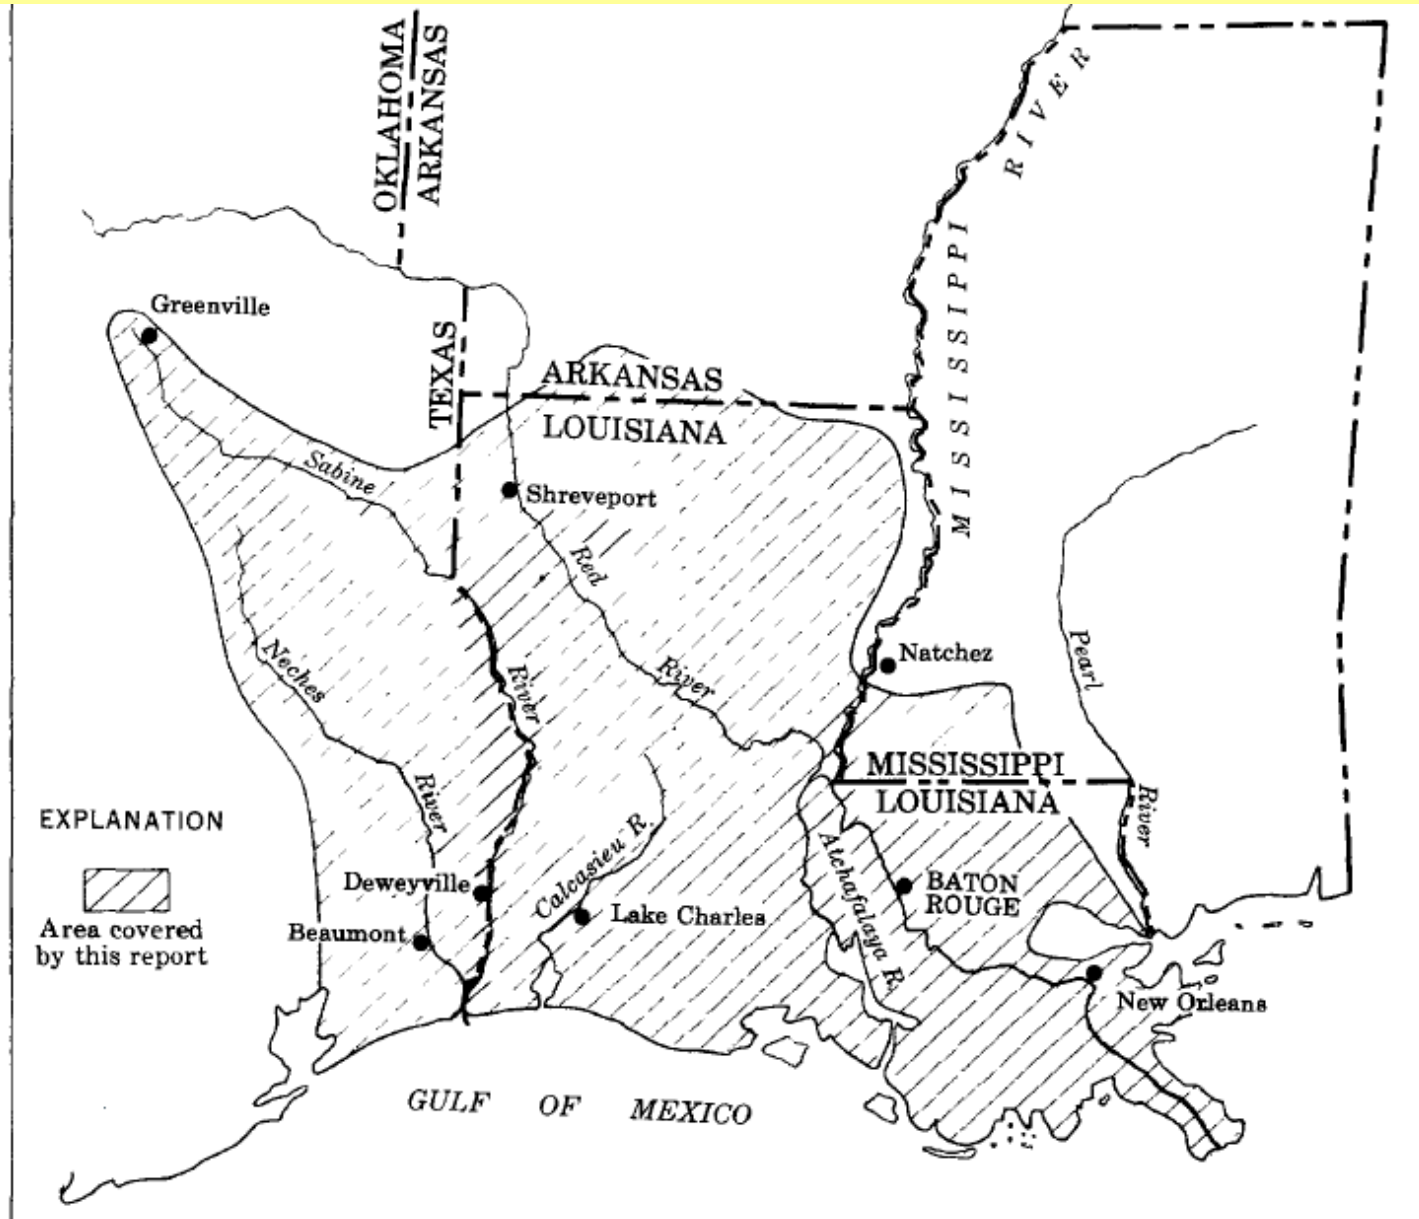 OKLAHOMA
ARKANSAS
RIVER
MISSISSIPPI
Greenville
TEXAS
ARKANSAS
LOUISIANA
Sabine
Shreveport
Red
Neches
River
River
Natchez
Pearl
MISSISSIPPI
LOUISIANA
River
River
EXPLANATION
Area covered
by this report
Calcasieu R.
Atchafalaya R.
Deweyville
BATON
ROUGE
Lake Charles
Beaumont
New Orleans
GULF OF MEXICO